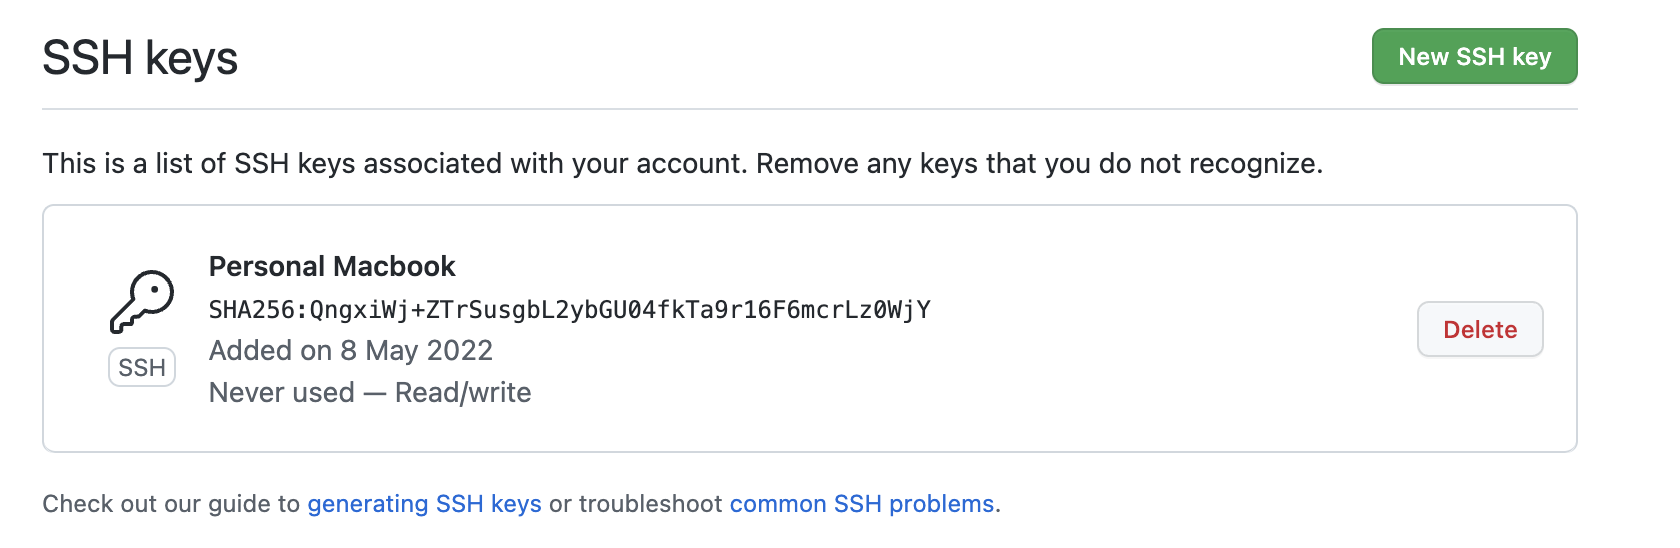 SSH keys
New SSH key
This is a list of SSH keys associated with your account. Remove any keys that you do not recognize.
Personal Macbook
SHA256:QngxiWj+ZTrSusgbL2ybGU04fkTa9r16F6mcrLz0WjY
Added on 8 May 2022
Never used — Read/write
SSH
Delete
Check out our guide to generating SSH keys or troubleshoot common SSH problems.